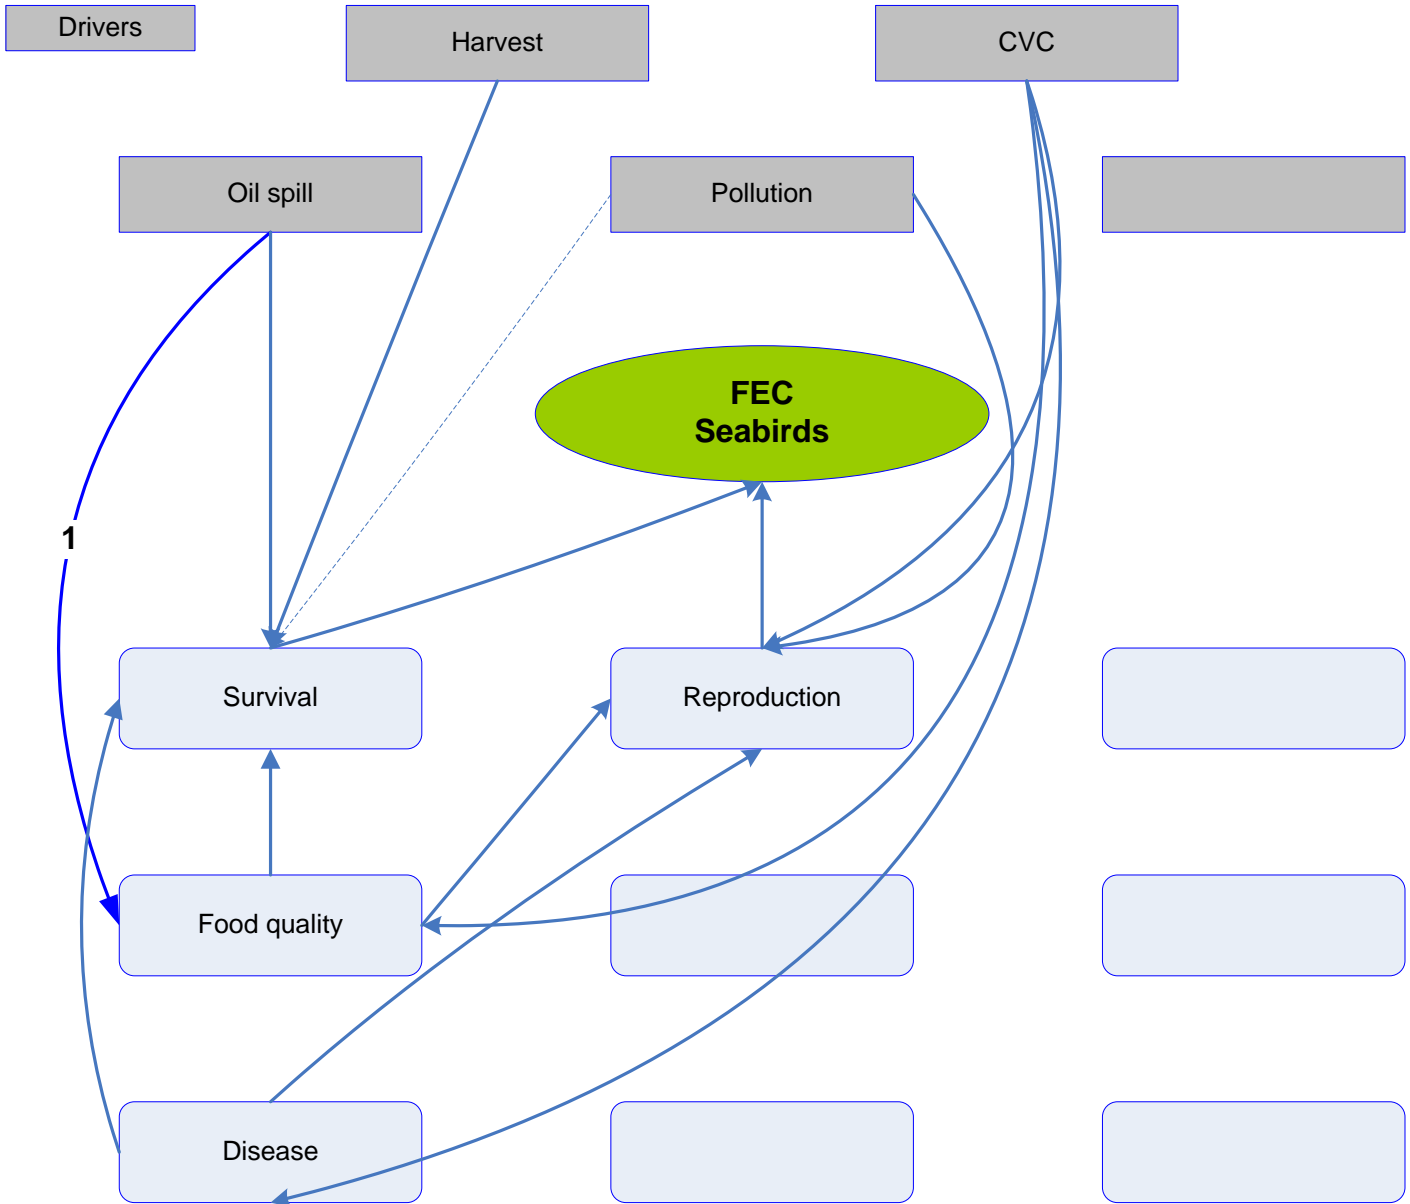 Drivers
Harvest
CVC
Oil spill
Pollution
FEC
Seabirds
1
Survival
Reproduction
Food quality
Disease